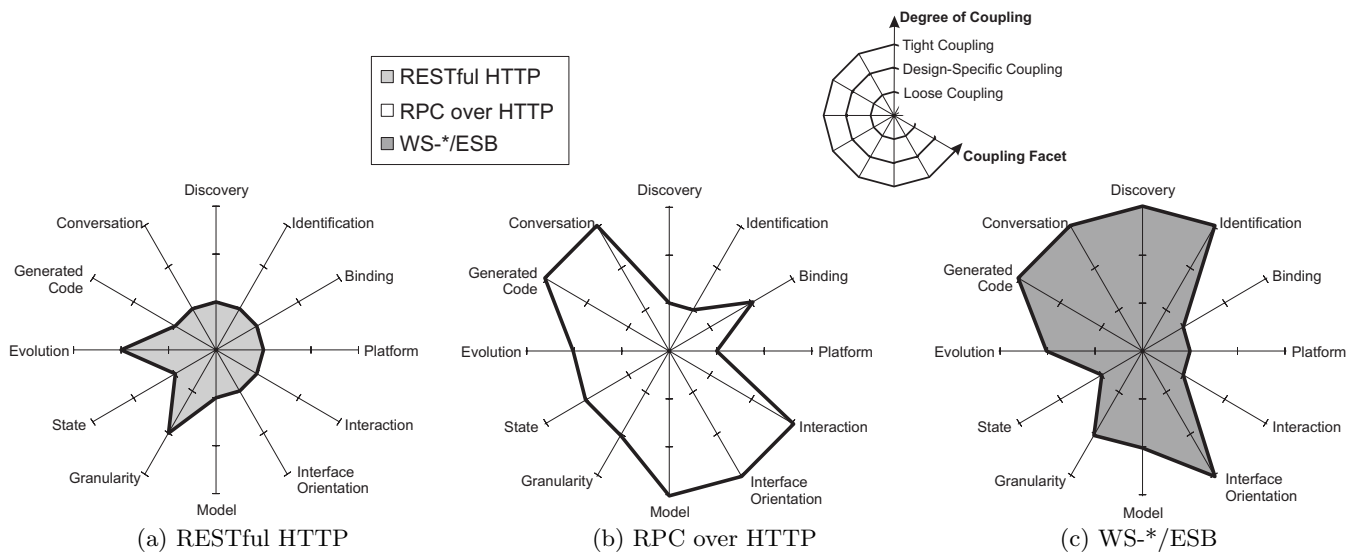 Degree of Coupling
Tight Coupling
Design-Specific Coupling
Loose Coupling
Coupling Facet
RESTful HTTP
RPC over HTTP
WS-*/ESB
Discovery
Conversation
Identification
Generated
Code
Binding
Evolution
Platform
State
Interaction
Granularity
Interface
Orientation
Model
(a) RESTful HTTP
Discovery
Conversation
Identification
Generated
Code
Binding
Evolution
Platform
State
Interaction
Granularity
Interface
Orientation
Model
(b) RPC over HTTP
Discovery
Conversation
Identification
Generated
Code
Binding
Evolution
Platform
State
Interaction
Granularity
Interface
Orientation
Model
(c) WS-*/ESB